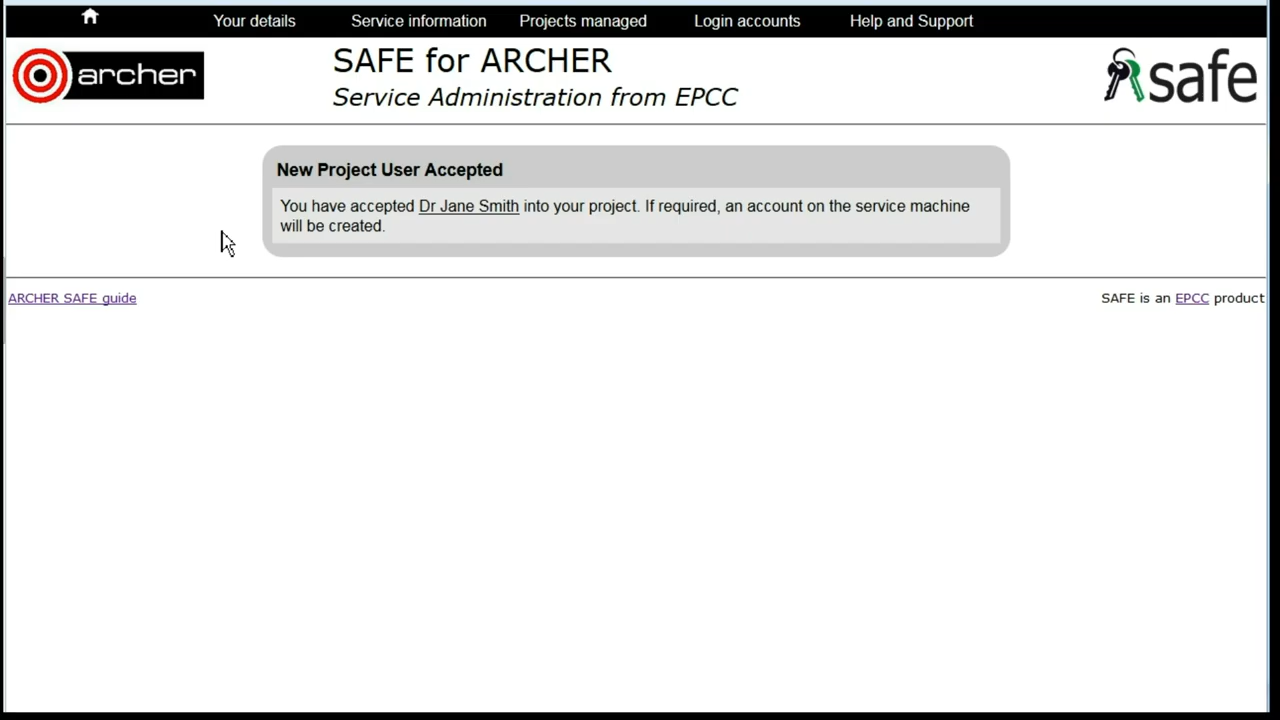 Your details Service information Projects managed Login accounts Help and Support
archer
SAFE for ARCHER
Service Administration from EPCC
safe
New Project User Accepted
You have accepted Dr Jane Smith into your project. If required, an account on the service machine
will be created.
ARCHER SAFE guide
SAFE is an EPCC product